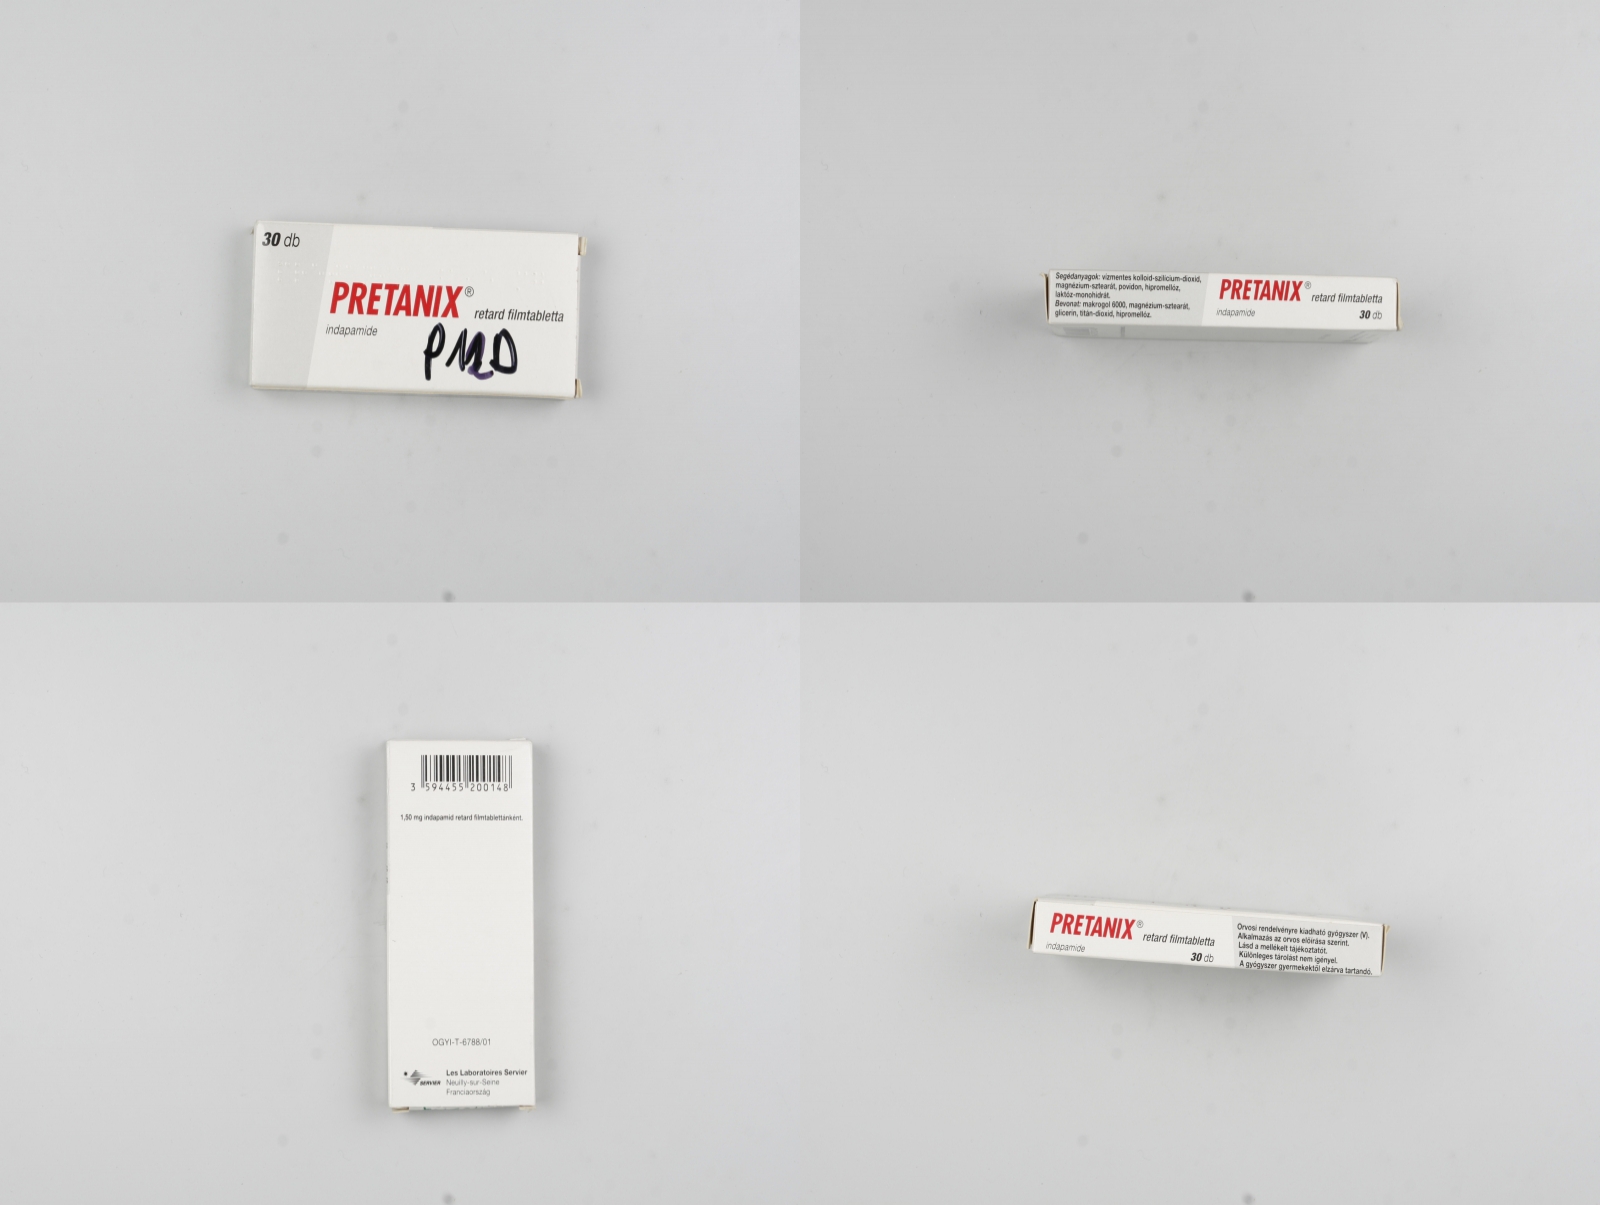 30 db
PRETANIX®
retard filmtabletta
indapamide
Segédanyagok: vízmentes kolloid-szilícium-dioxid,
magnézium-sztearát, povidon, hipromellóz,
laktóz-monohidrát.
Bevonat: makrogol 6000, magnézium-sztearát,
glicerin, titán-dioxid, hipromellóz.
PRETANIX®
retard filmtabletta
indapamide
30 db
3 594455 200148
1,50 mg indapamid retard filmtablettánként.
OGYI-T-6788/01
SERVIER
Les Laboratoires Servier
Neuilly-sur-Seine
Franciaország
PRETANIX®
retard filmtabletta
indapamide
30 db
Orvosi rendelvényre kiadható gyógyszer (V).
Alkalmazás az orvos előírása szerint.
Lásd a mellékelt tájékoztatót.
Különleges tárolást nem igényel.
A gyógyszer gyermekektől elzárva tartandó.